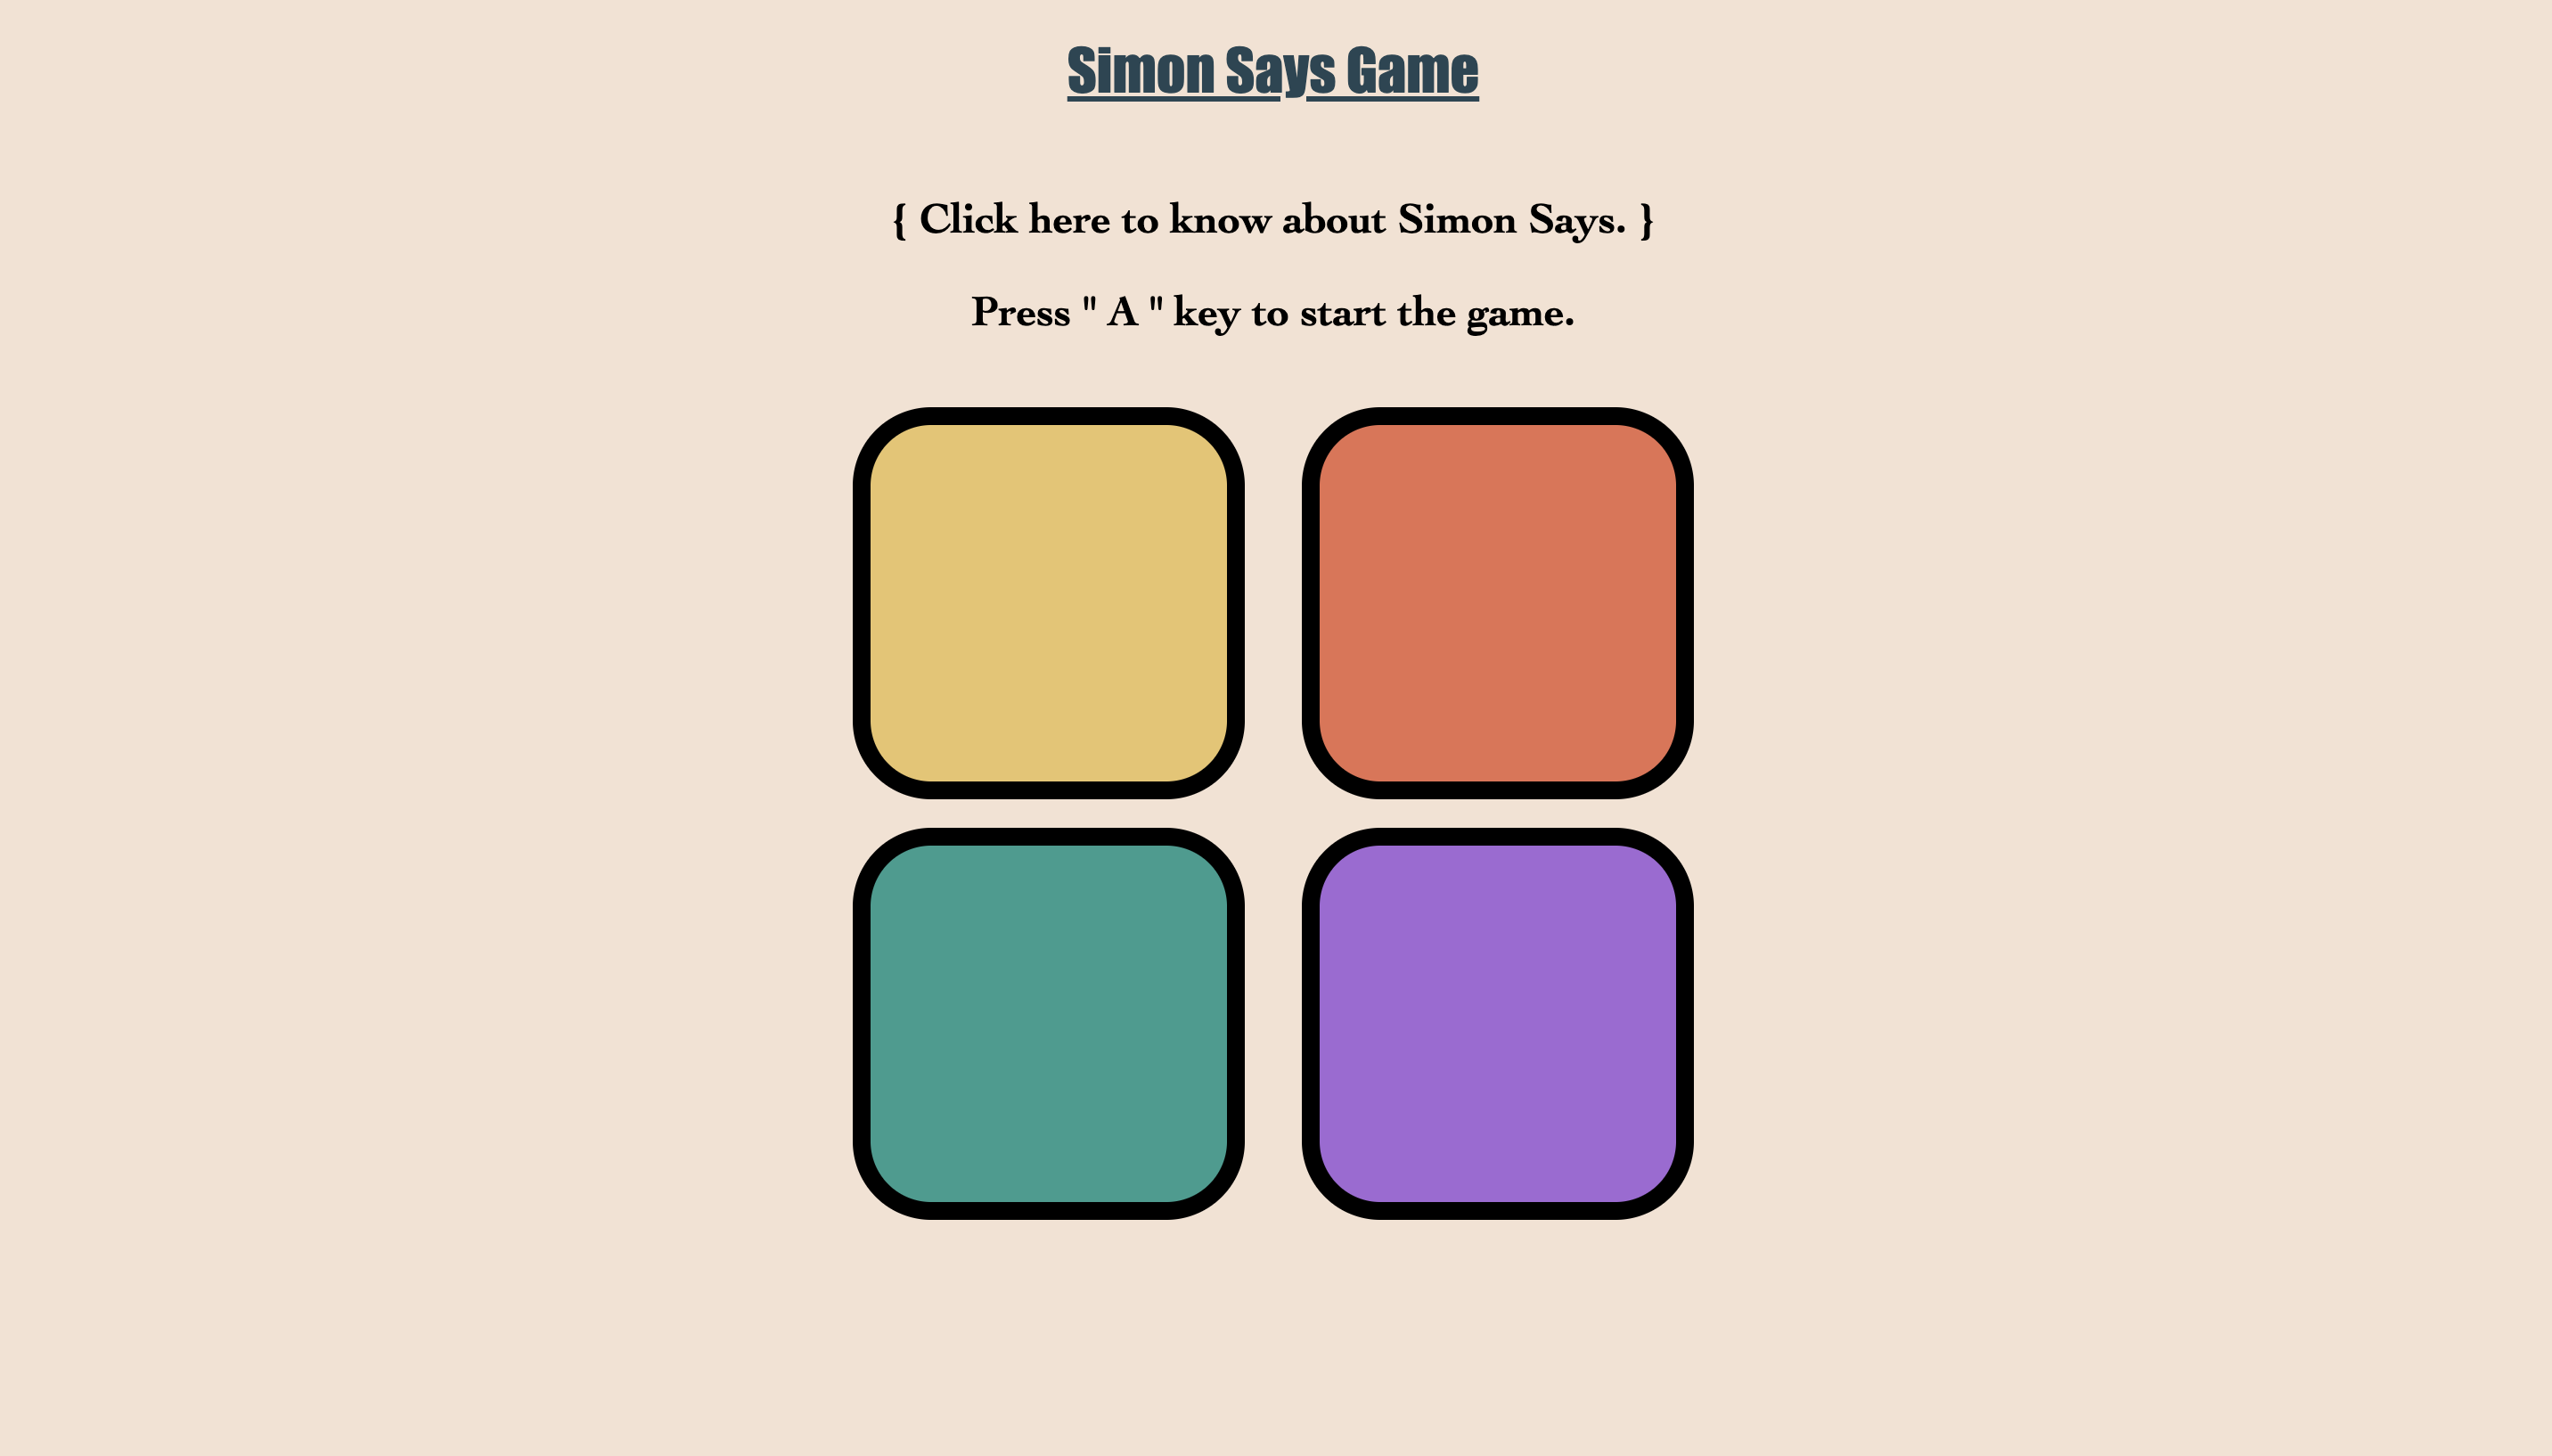 Simon Says Game
{ Click here to know about Simon Says. }
Press " A " key to start the game.